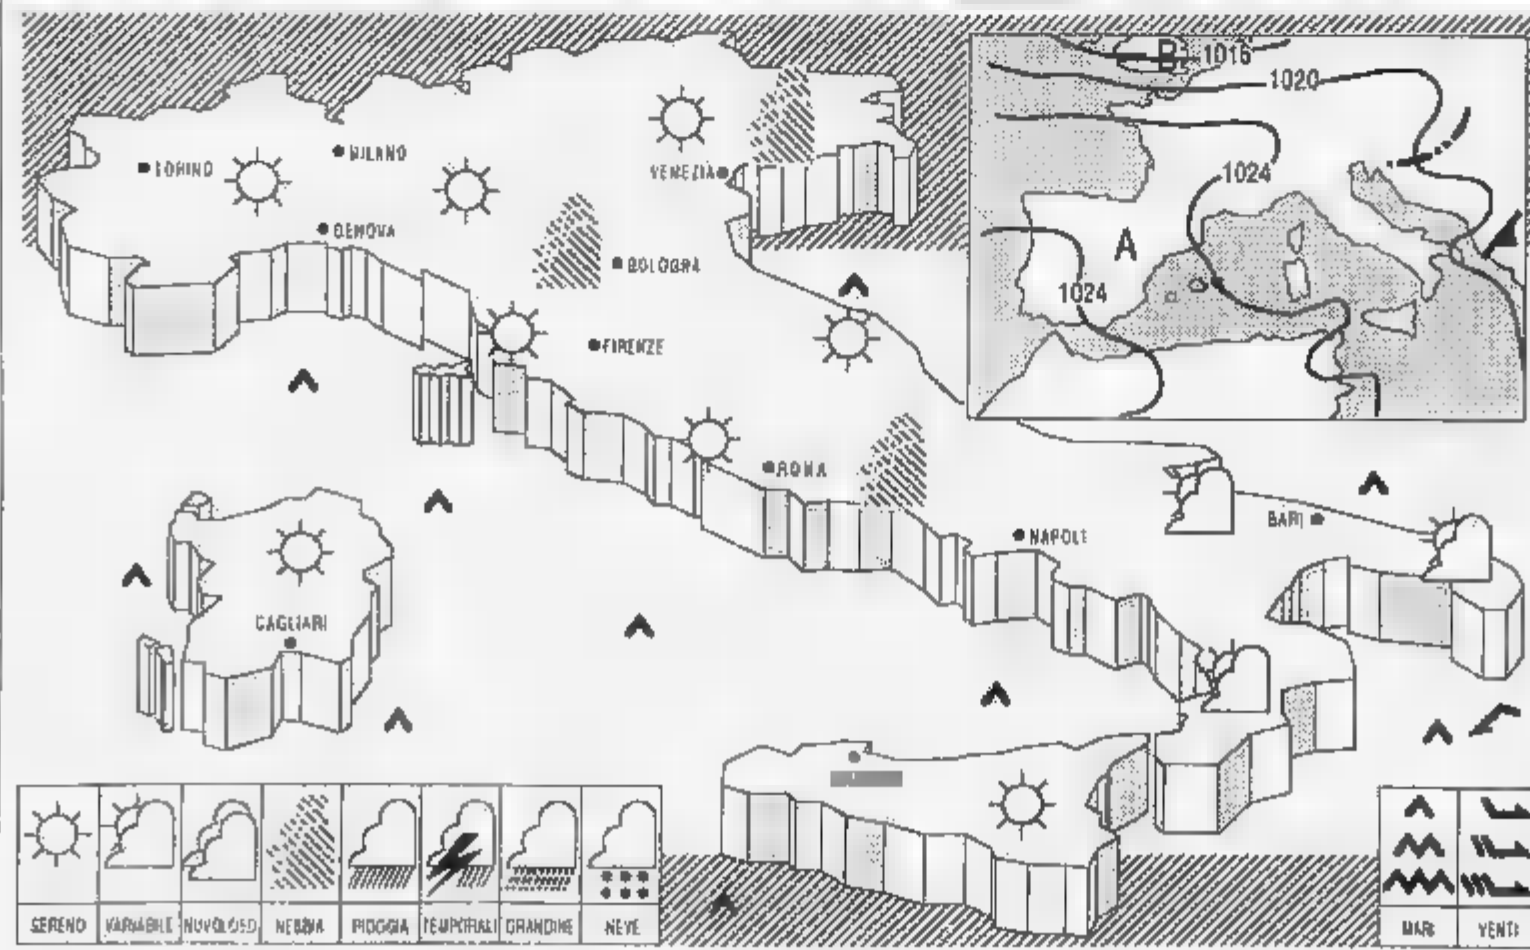 B
1016
1020
1024
A
1024
TORINO
MILANO
VENEZIA
GENOVA
BOLOGNA
FIRENZE
ROMA
NAPOLI
BARI
CAGLIARI
SERENO VARIABILE NUVOLOSO NEBBIA PIOGGIA TEMPORALI GRANDINE NEVE
MARI VENTI